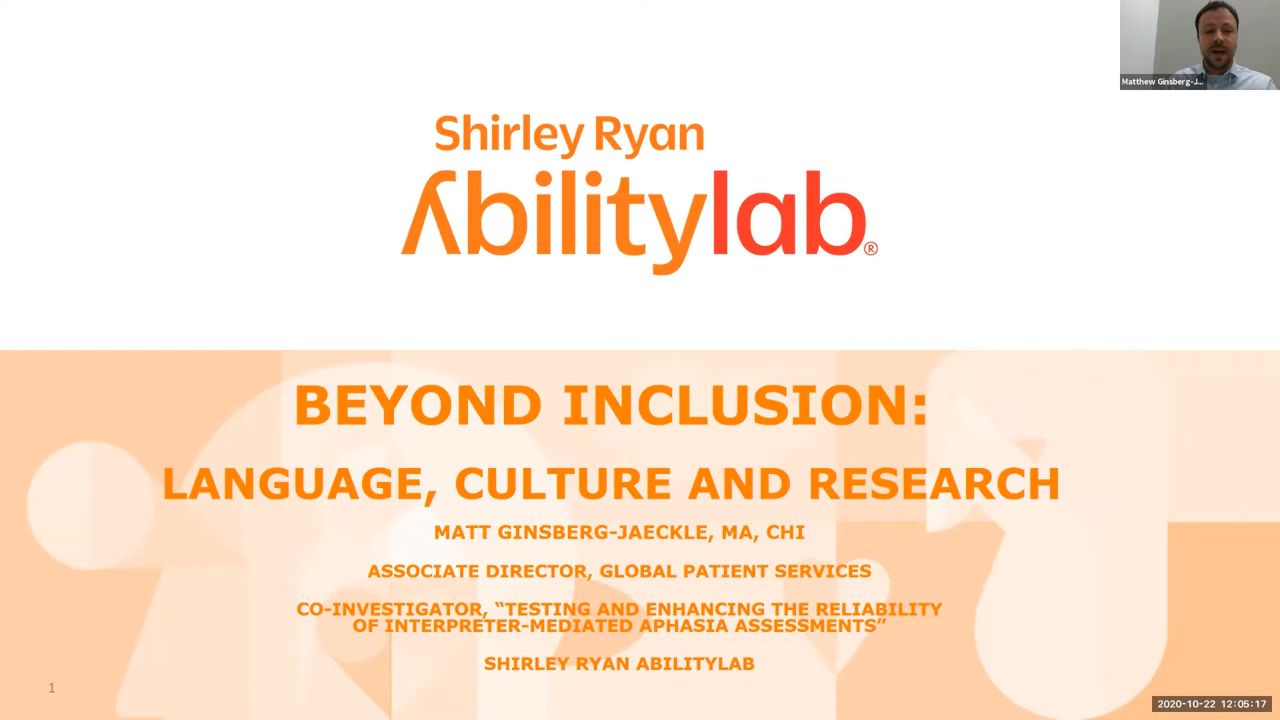 Matthew Ginsberg-J...
Shirley Ryan
Abilitylab®
BEYOND INCLUSION:
LANGUAGE, CULTURE AND RESEARCH
MATT GINSBERG-JAECKLE, MA, CHI
ASSOCIATE DIRECTOR, GLOBAL PATIENT SERVICES
CO-INVESTIGATOR, “TESTING AND ENHANCING THE RELIABILITY
OF INTERPRETER-MEDIATED APHASIA ASSESSMENTS”
SHIRLEY RYAN ABILITYLAB
1
2020-10-22 12:05:17